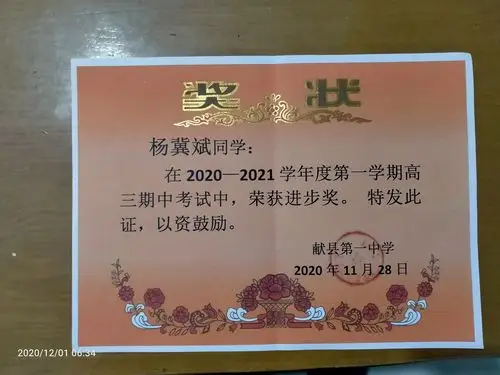 奖 状
杨冀斌同学：
在 2020—2021 学年度第一学期高
三期中考试中，荣获进步奖。 特发此
证，以资鼓励。
献县第一中学
2020 年 11 月 28 日
2020/12/01 06:34